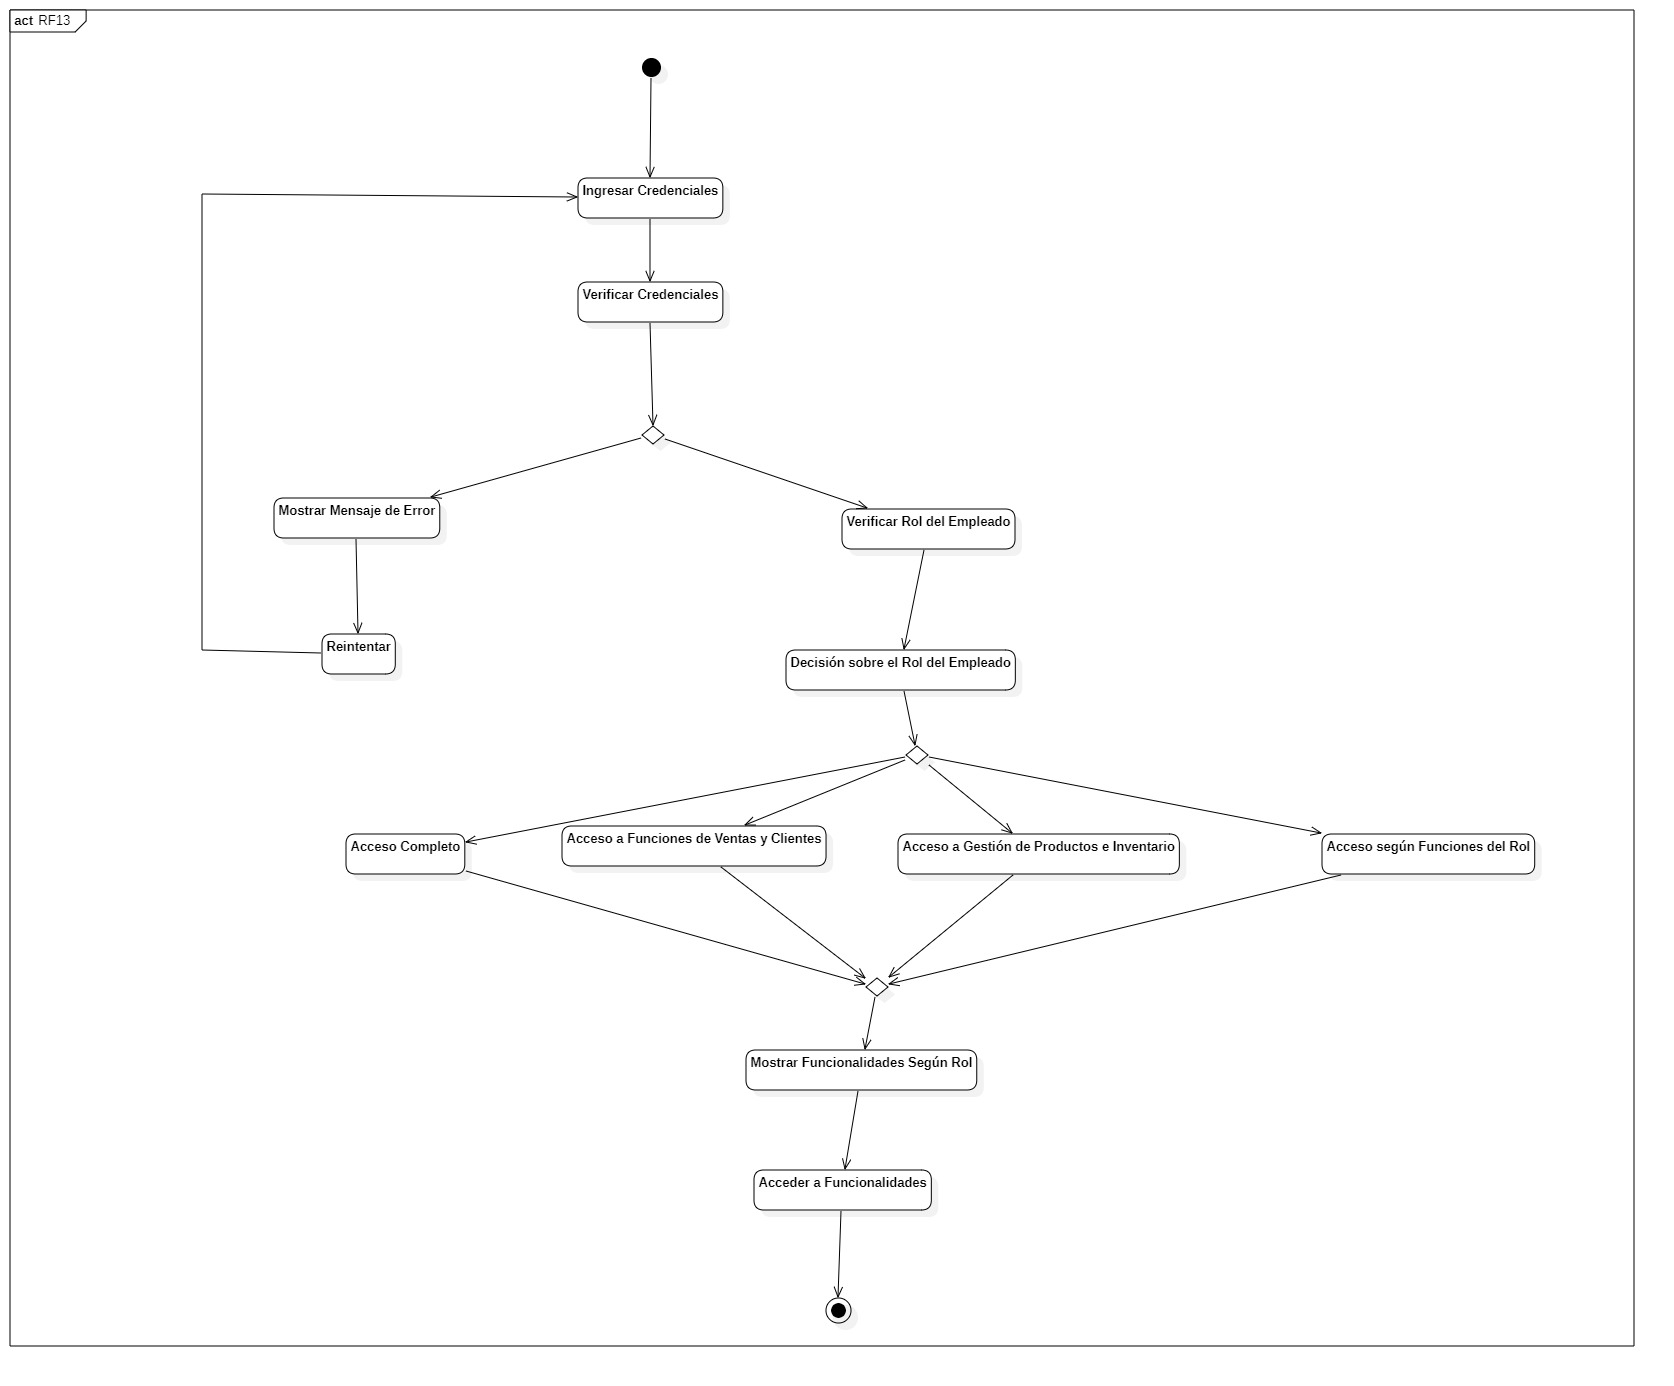 act RF13
Ingresar Credenciales
Verificar Credenciales
Mostrar Mensaje de Error
Verificar Rol del Empleado
Reintentar
Decisión sobre el Rol del Empleado
Acceso Completo
Acceso a Funciones de Ventas y Clientes
Acceso a Gestión de Productos e Inventario
Acceso según Funciones del Rol
Mostrar Funcionalidades Según Rol
Acceder a Funcionalidades